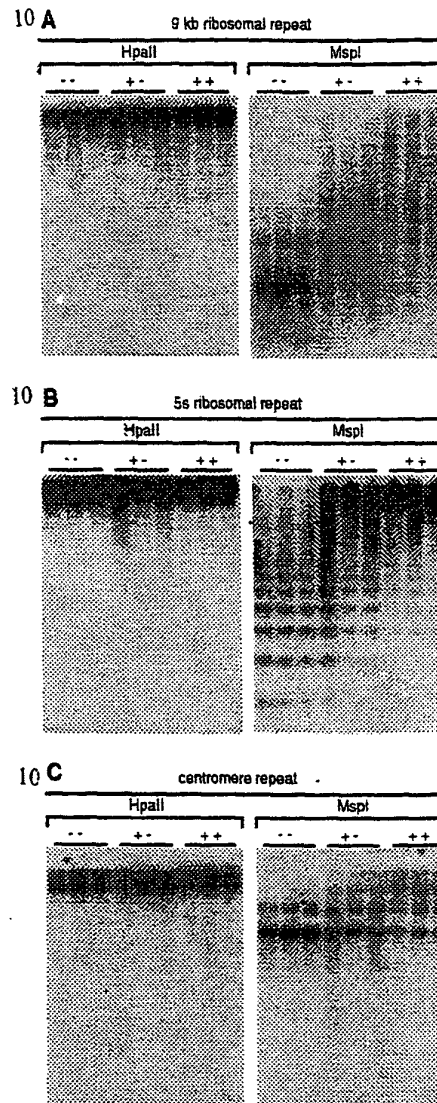 10 A
9 kb ribosomal repeat
HpaII MspI
-- +- ++ -- +- ++
10 B
5s ribosomal repeat
HpaII MspI
-- +- ++ -- +- ++
10 C
centromere repeat
HpaII MspI
-- +- ++ -- +- ++